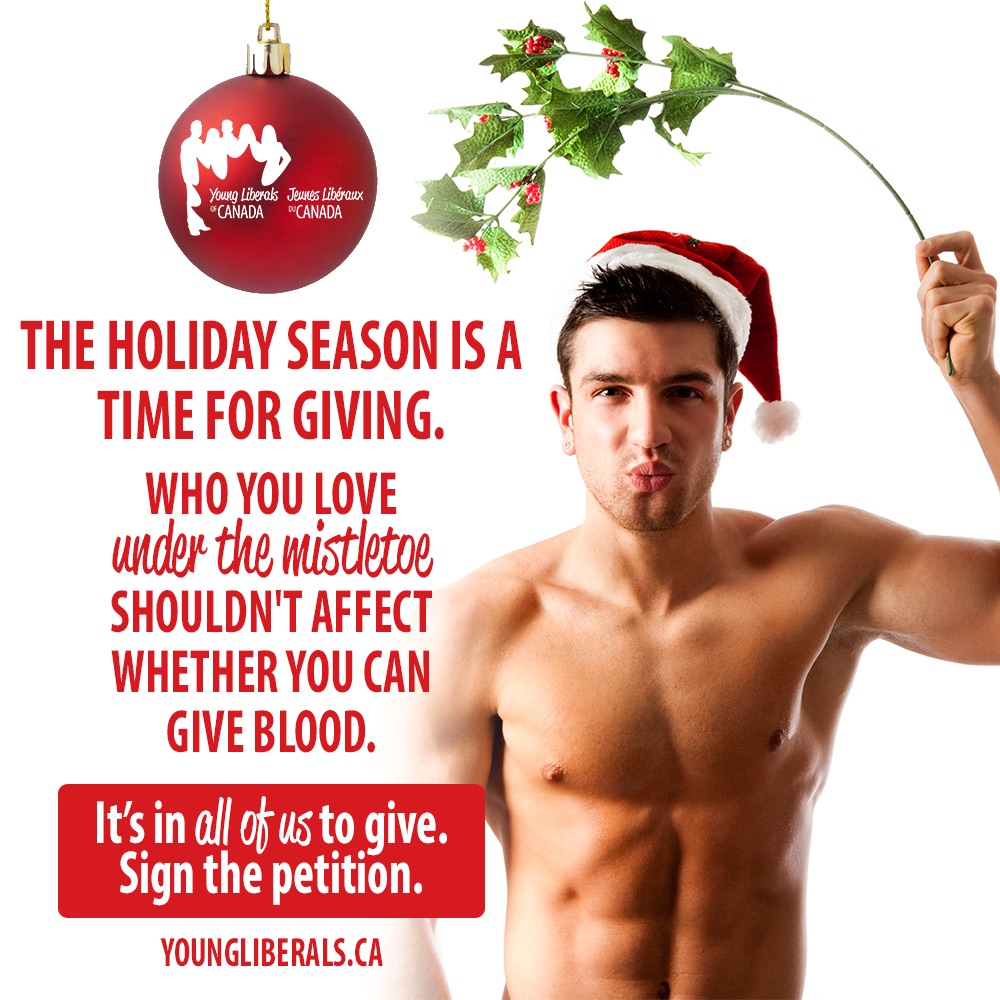 Young Liberals Jeunes Libéraux
OF CANADA DU CANADA
THE HOLIDAY SEASON IS A
TIME FOR GIVING.
WHO YOU LOVE
under the mistletoe
SHOULDN'T AFFECT
WHETHER YOU CAN
GIVE BLOOD.
It's in all of us to give.
Sign the petition.
YOUNGLIBERALS.CA